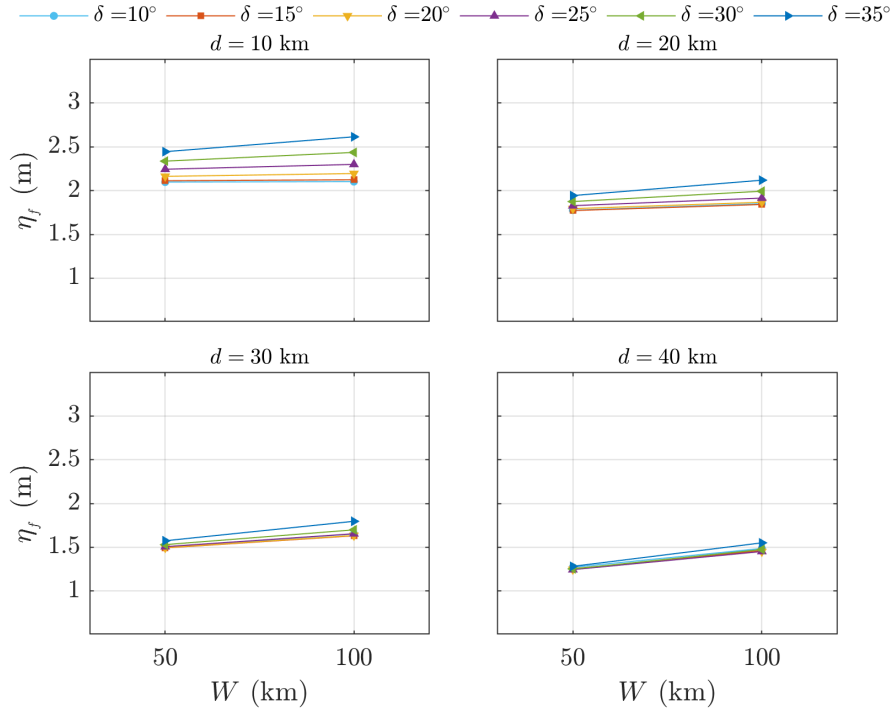 δ =10° δ =15° δ =20° δ =25° δ =30° δ =35°
d = 10 km
d = 20 km
3
2.5
2
1.5
1
η_f (m)
d = 30 km
d = 40 km
3
2.5
2
1.5
1
η_f (m)
50 100
50 100
W (km)
W (km)